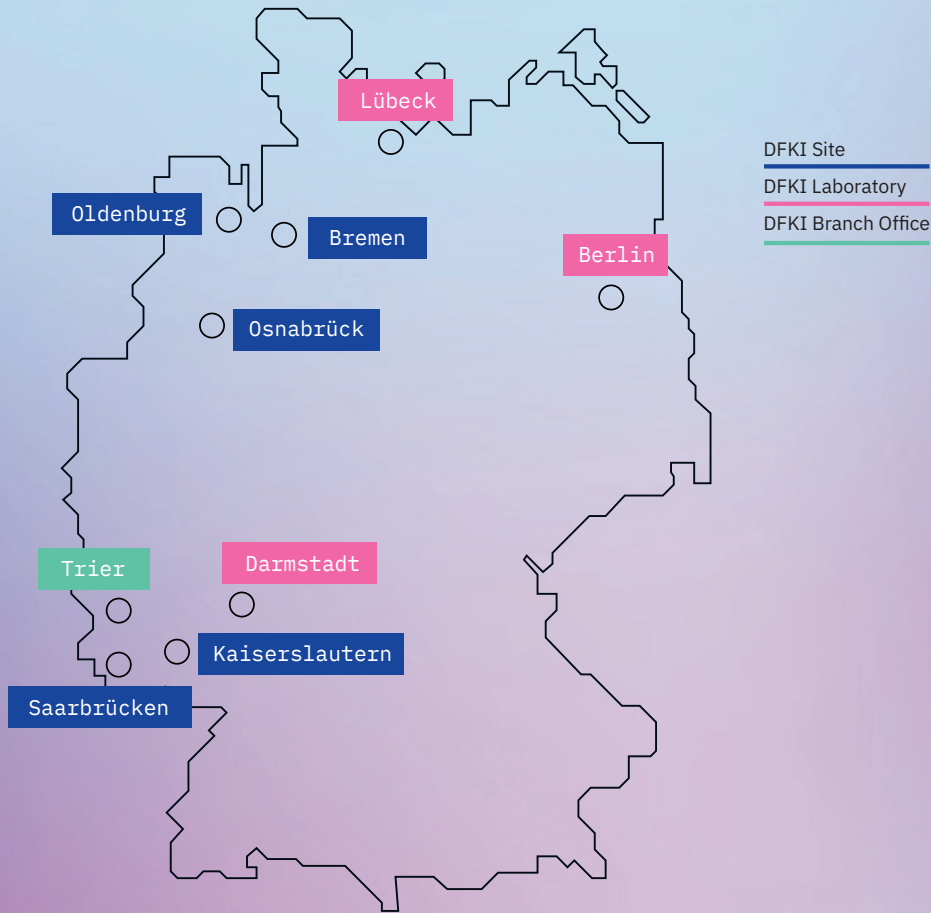 Lübeck
DFKI Site
DFKI Laboratory
Oldenburg
DFKI Branch Office
Bremen
Berlin
Osnabrück
Trier
Darmstadt
Kaiserslautern
Saarbrücken